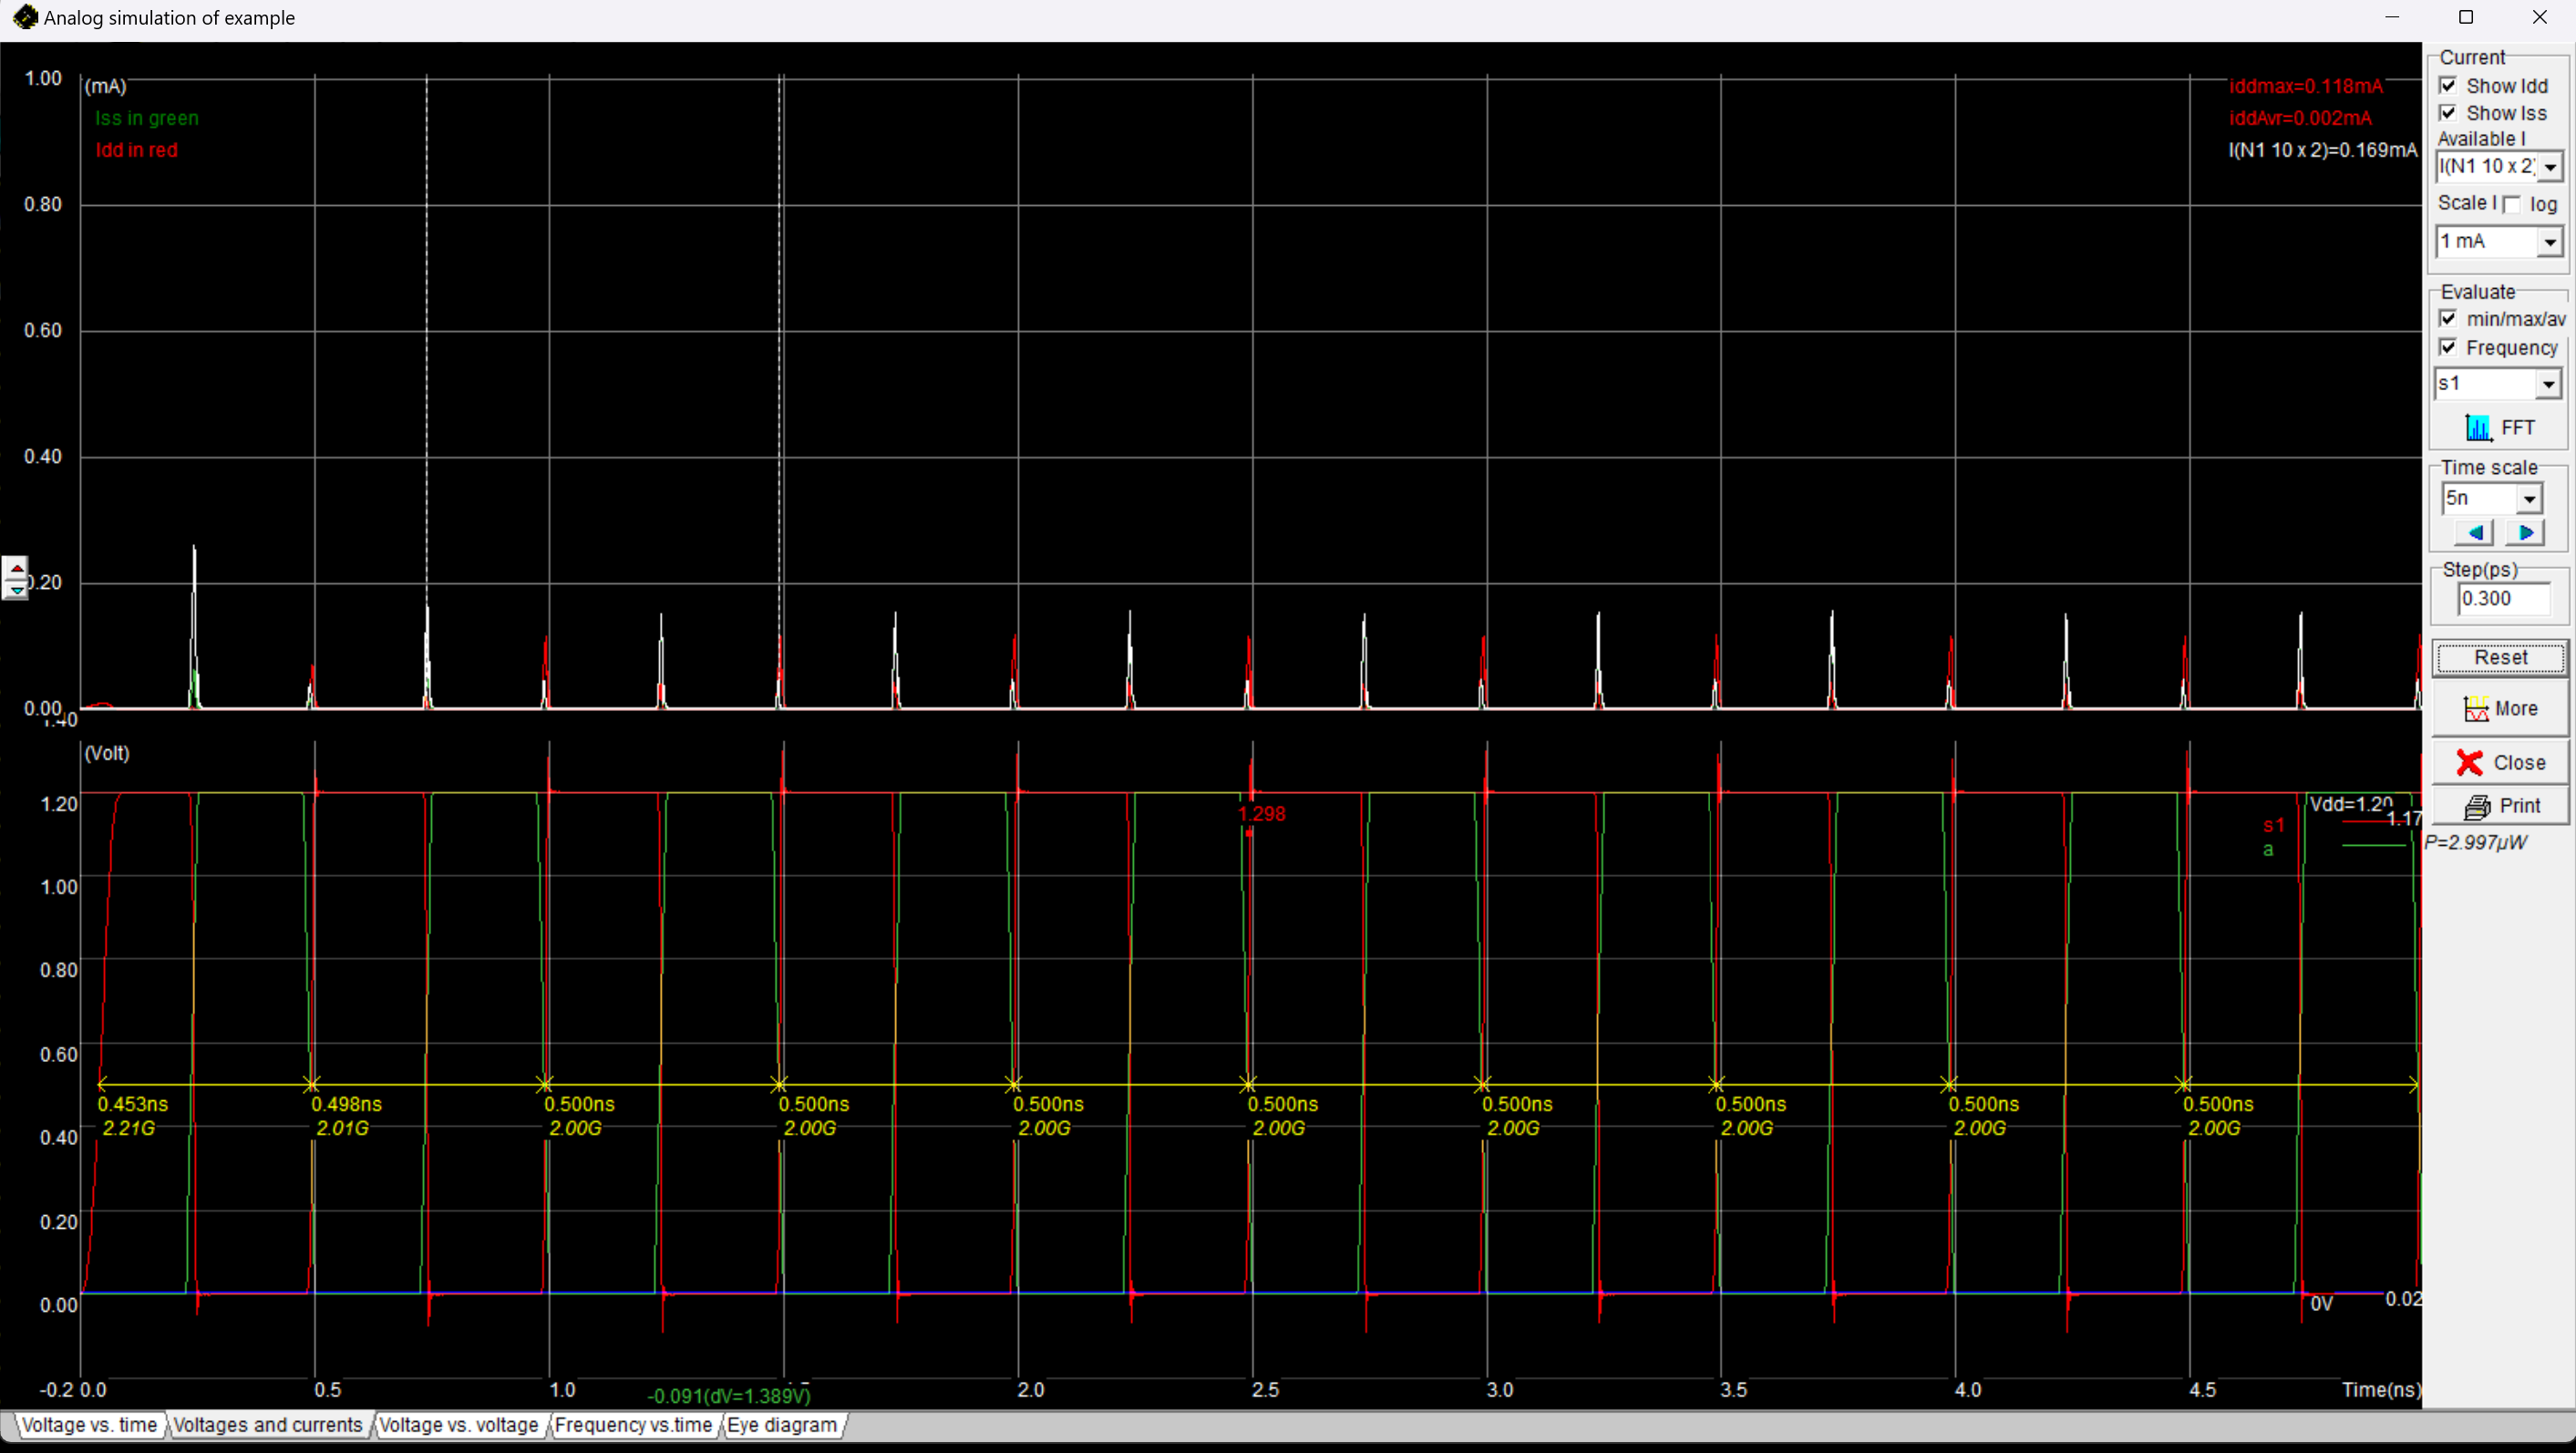 Analog simulation of example
1.00
(mA)
Iss in green
Idd in red
iddmax=0.118mA
iddAvr=0.002mA
I(N1 10 x 2)=0.169mA
0.80
0.60
0.40
0.20
0.00
1.40
(Volt)
1.20
1.298
Vdd=1.20
1.17
s1
a
1.00
0.80
0.60
0.453ns 0.498ns 0.500ns 0.500ns 0.500ns 0.500ns 0.500ns 0.500ns 0.500ns 0.500ns
2.21G 2.01G 2.00G 2.00G 2.00G 2.00G 2.00G 2.00G 2.00G 2.00G
0.40
0.20
0.00
0V
0.02
-0.2 0.0 0.5 1.0 2.0 2.5 3.0 3.5 4.0 4.5 Time(ns)
-0.091(dV=1.389V)
Voltage vs. time Voltages and currents Voltage vs. voltage Frequency vs.time Eye diagram
Current
Show Idd
Show Iss
Available I
I(N1 10 x 2)
Scale I log
1 mA
Evaluate
min/max/av
Frequency
s1
FFT
Time scale
5n
Step(ps)
0.300
Reset
More
Close
Print
P=2.997µW